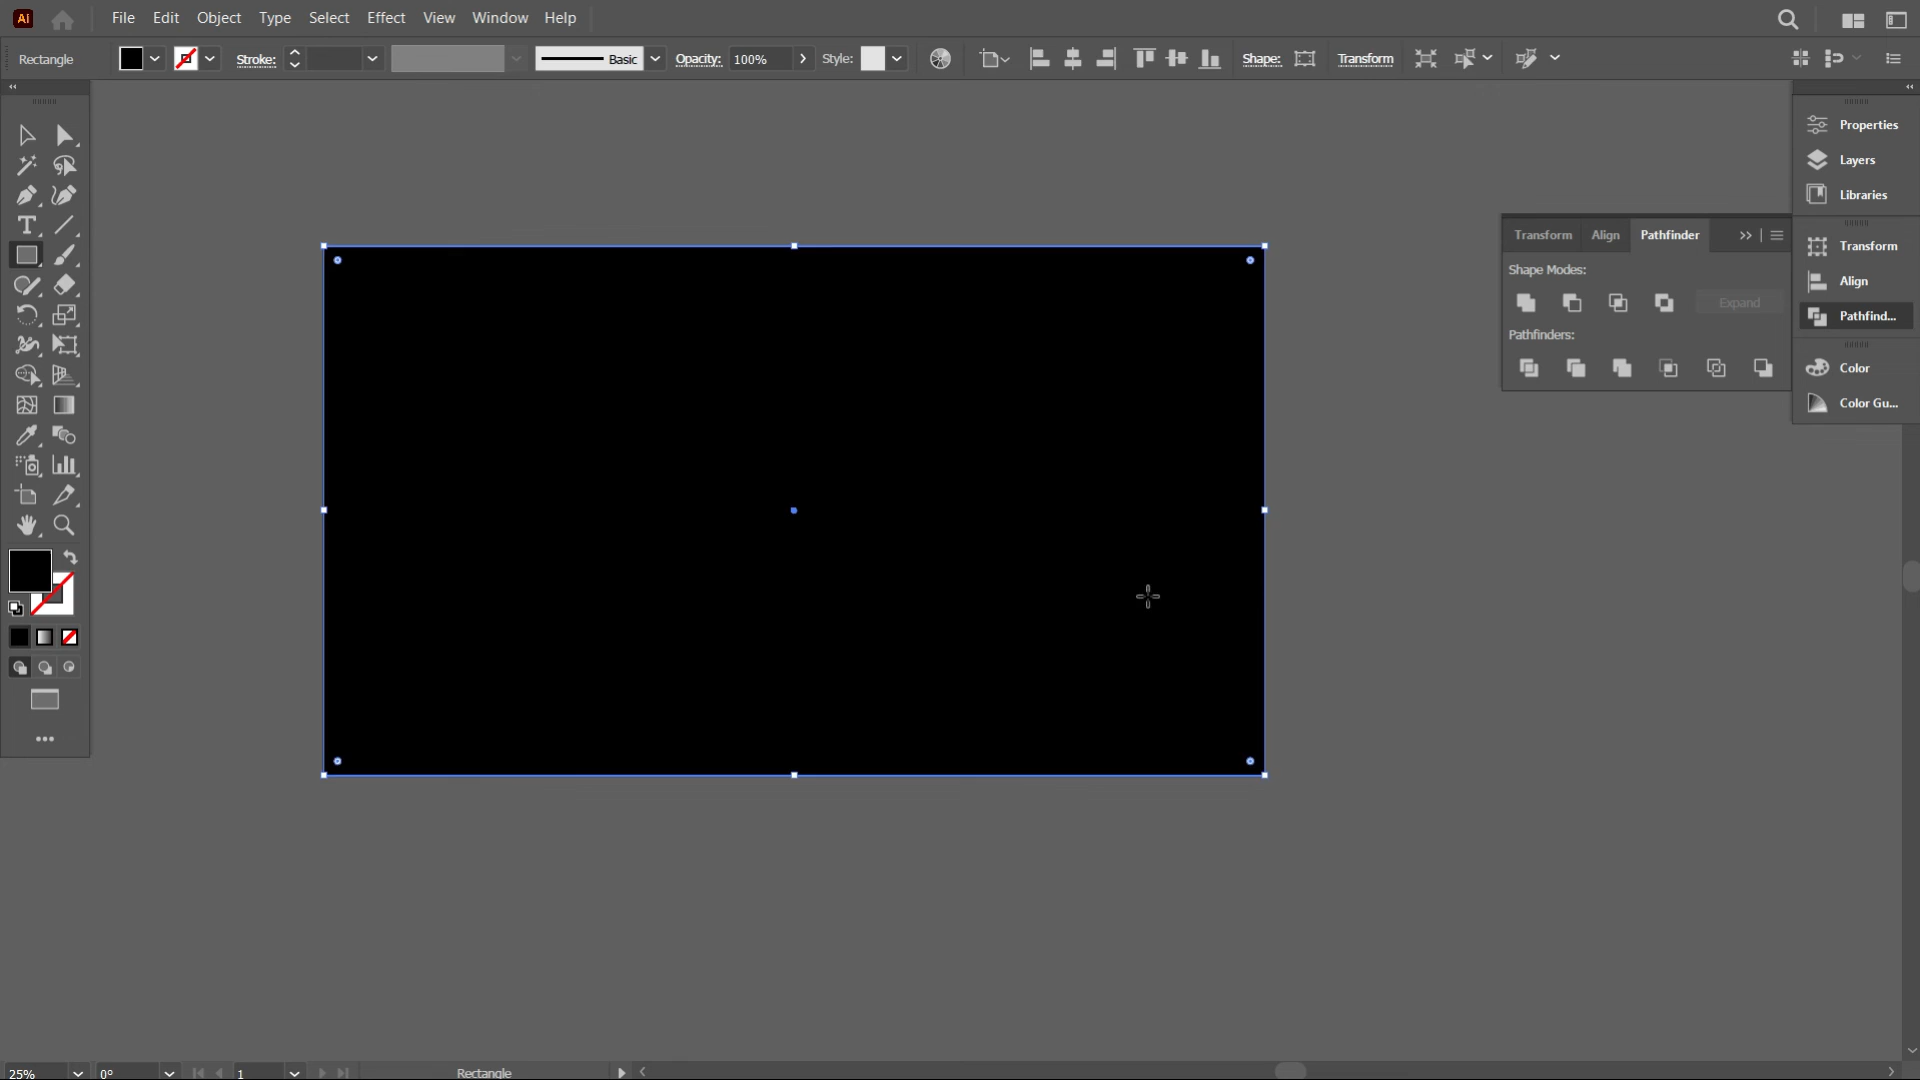 Ai File Edit Object Type Select Effect View Window Help
Rectangle Stroke: Basic Opacity: 100% Style: Shape: Transform
Properties
Layers
Libraries
Transform Align Pathfinder
Transform
Shape Modes:
Align
Expand
Pathfind...
Pathfinders:
Color
Color Gu...
25% 0° 1 Rectangle